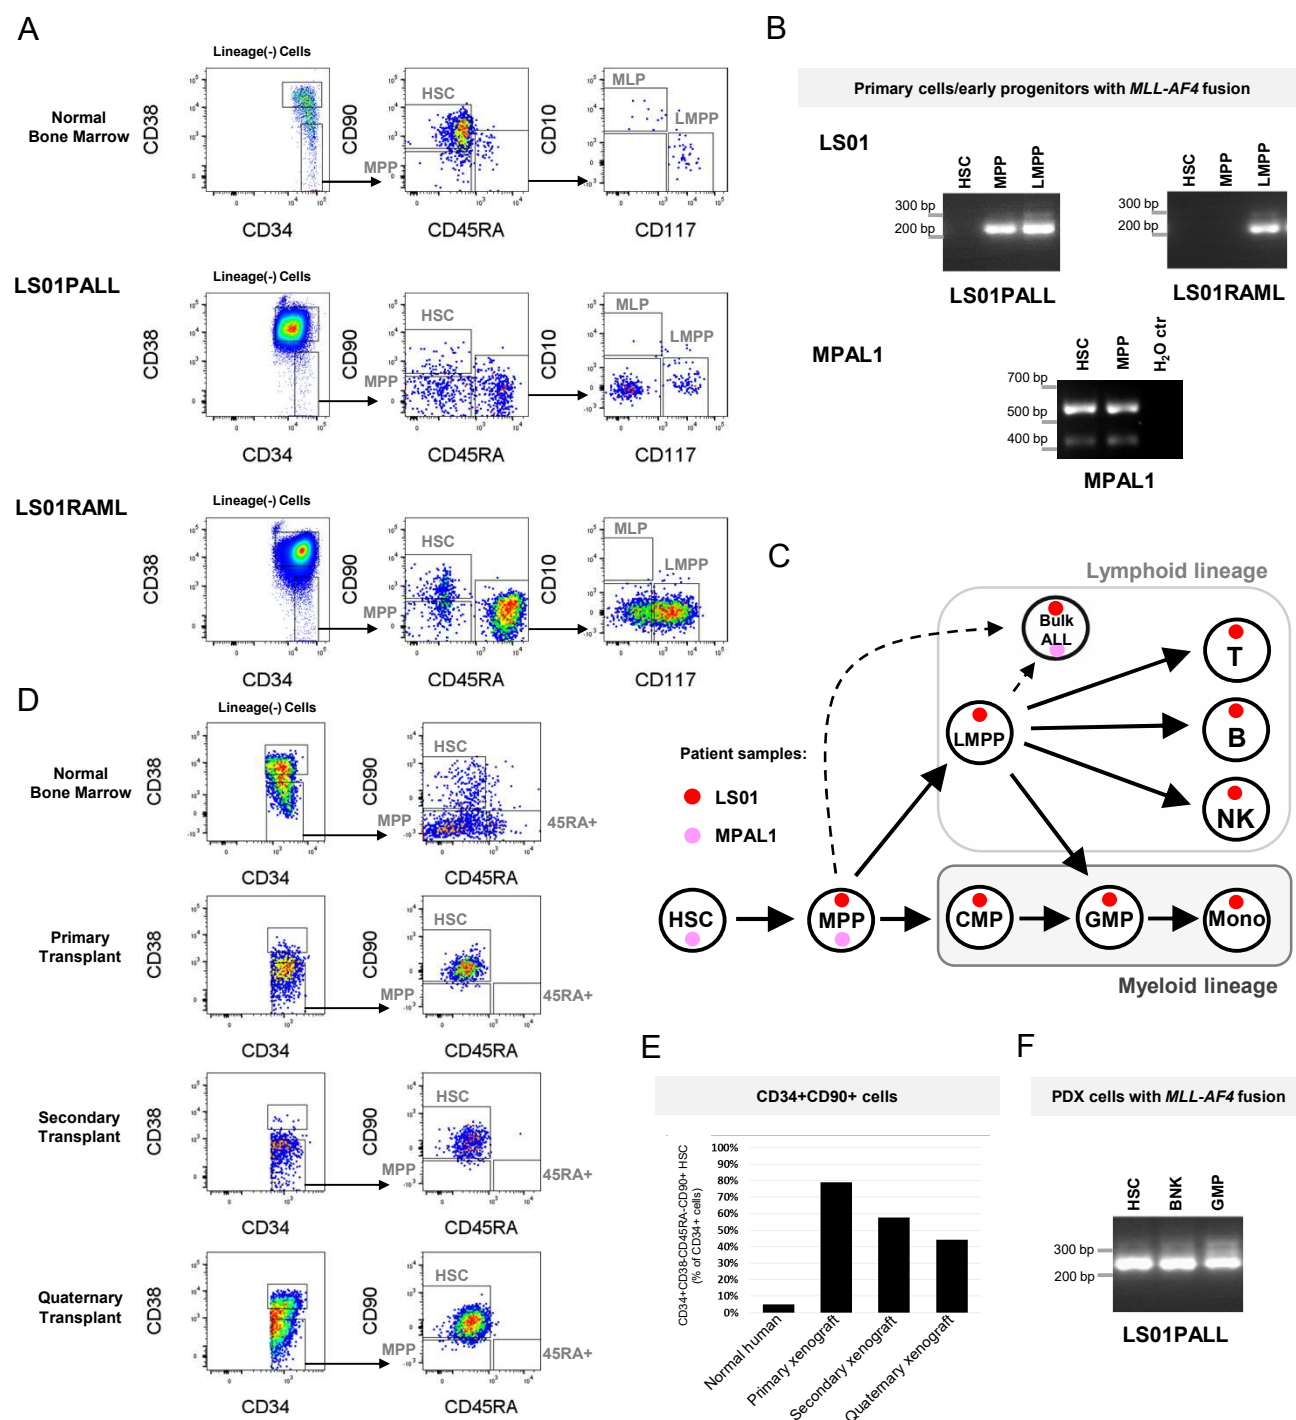 A
Lineage(-) Cells
Normal
Bone Marrow
CD38
10⁵
10⁴
10³
0
0
10³
10⁴
10⁵
CD34
CD90
HSC
MPP
CD45RA
CD10
MLP
LMPP
CD117
LS01PALL
Lineage(-) Cells
CD38
CD34
CD90
HSC
MPP
CD45RA
CD10
MLP
LMPP
CD117
LS01RAML
Lineage(-) Cells
CD38
CD34
CD90
HSC
MPP
CD45RA
CD10
MLP
LMPP
CD117
B
Primary cells/early progenitors with MLL-AF4 fusion
LS01
HSC
MPP
LMPP
300 bp
200 bp
LS01PALL
HSC
MPP
LMPP
300 bp
200 bp
LS01RAML
MPAL1
HSC
MPP
H₂O ctr
700 bp
500 bp
400 bp
MPAL1
C
Lymphoid lineage
Bulk
ALL
T
LMPP
B
NK
Patient samples:
LS01
MPAL1
HSC
MPP
CMP
GMP
Mono
Myeloid lineage
D
Lineage(-) Cells
Normal
Bone Marrow
CD38
CD34
CD90
HSC
MPP
45RA+
CD45RA
Primary
Transplant
CD38
CD34
CD90
HSC
MPP
45RA+
CD45RA
Secondary
Transplant
CD38
CD34
CD90
HSC
MPP
45RA+
CD45RA
Quaternary
Transplant
CD38
CD34
CD90
HSC
MPP
45RA+
CD45RA
E
CD34+CD90+ cells
CD34+CD38-CD45RA-CD90+ HSC
(% of CD34+ cells)
100%
90%
80%
70%
60%
50%
40%
30%
20%
10%
0%
Normal human
Primary xenograft
Secondary xenograft
Quaternary xenograft
F
PDX cells with MLL-AF4 fusion
HSC
BNK
GMP
300 bp
200 bp
LS01PALL